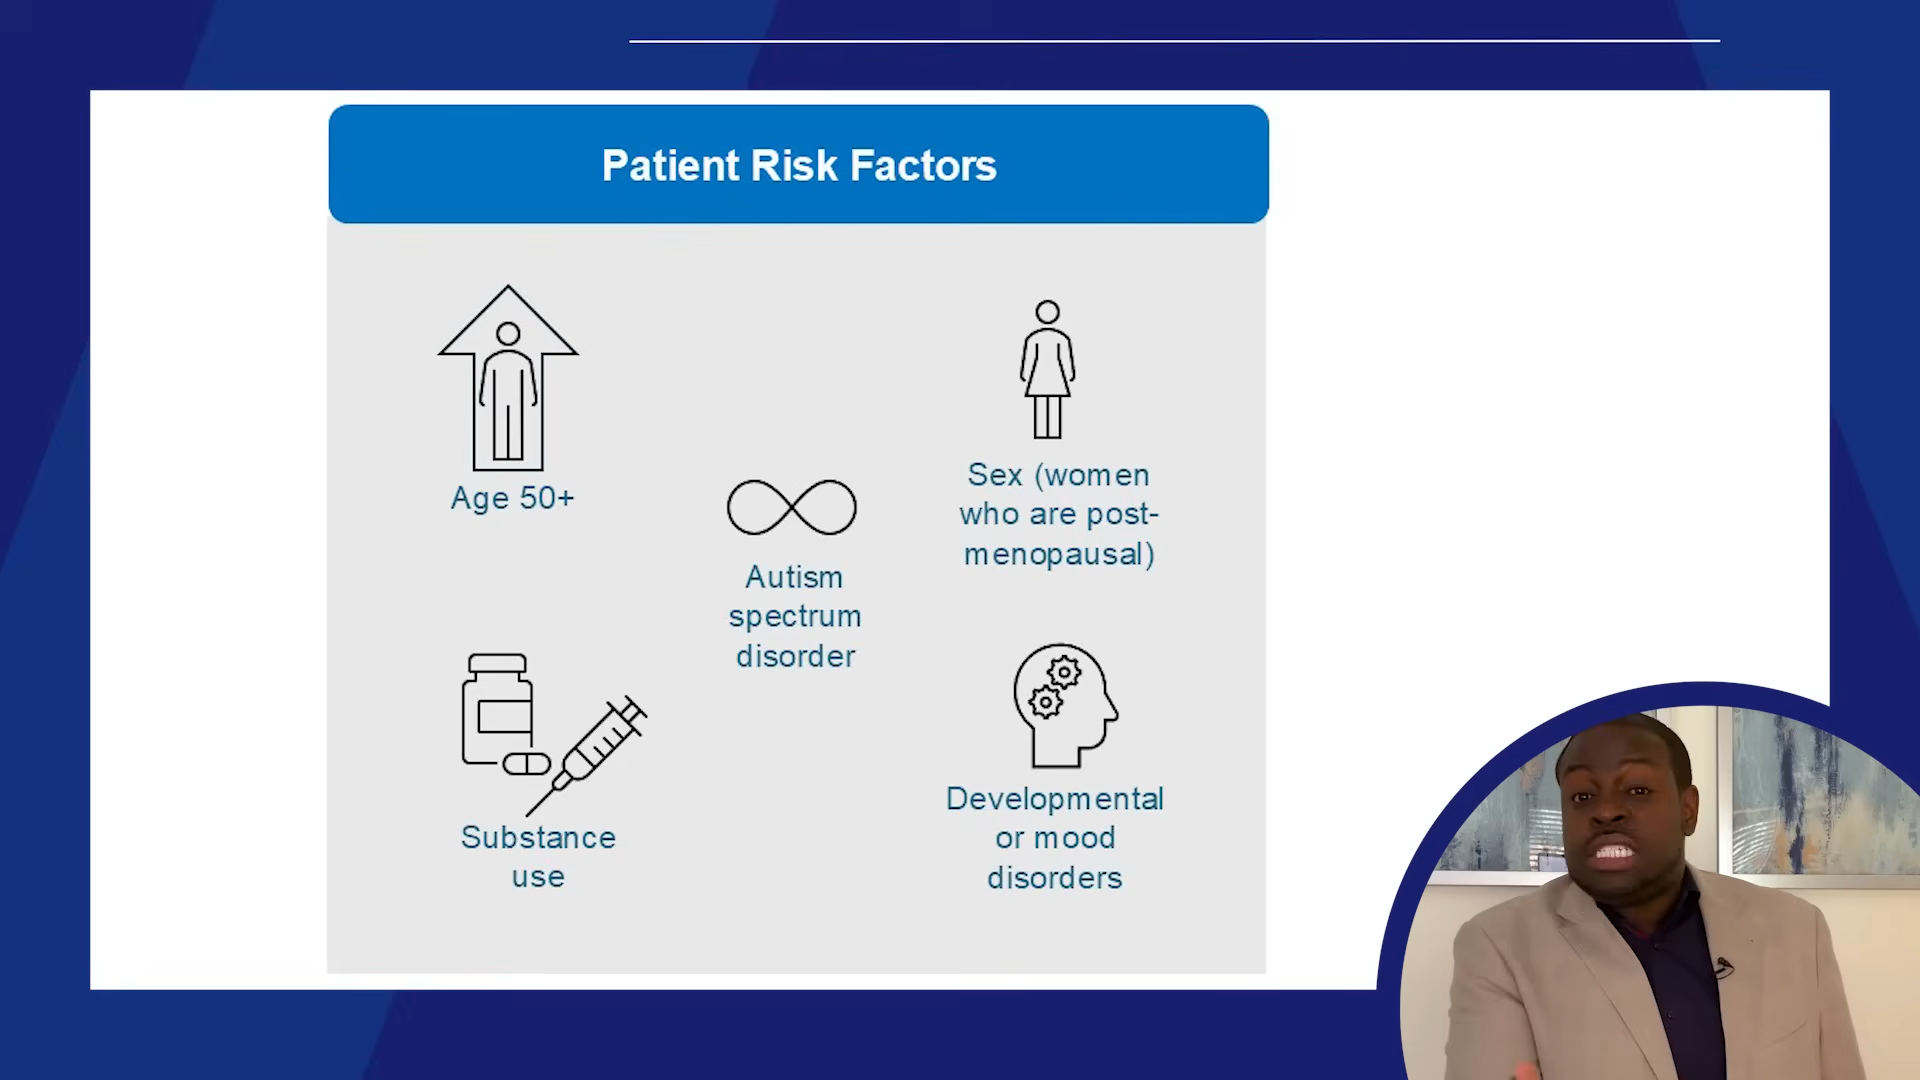 Patient Risk Factors
Age 50+
Sex (women
who are post-
menopausal)
Autism
spectrum
disorder
Substance
use
Developmental
or mood
disorders